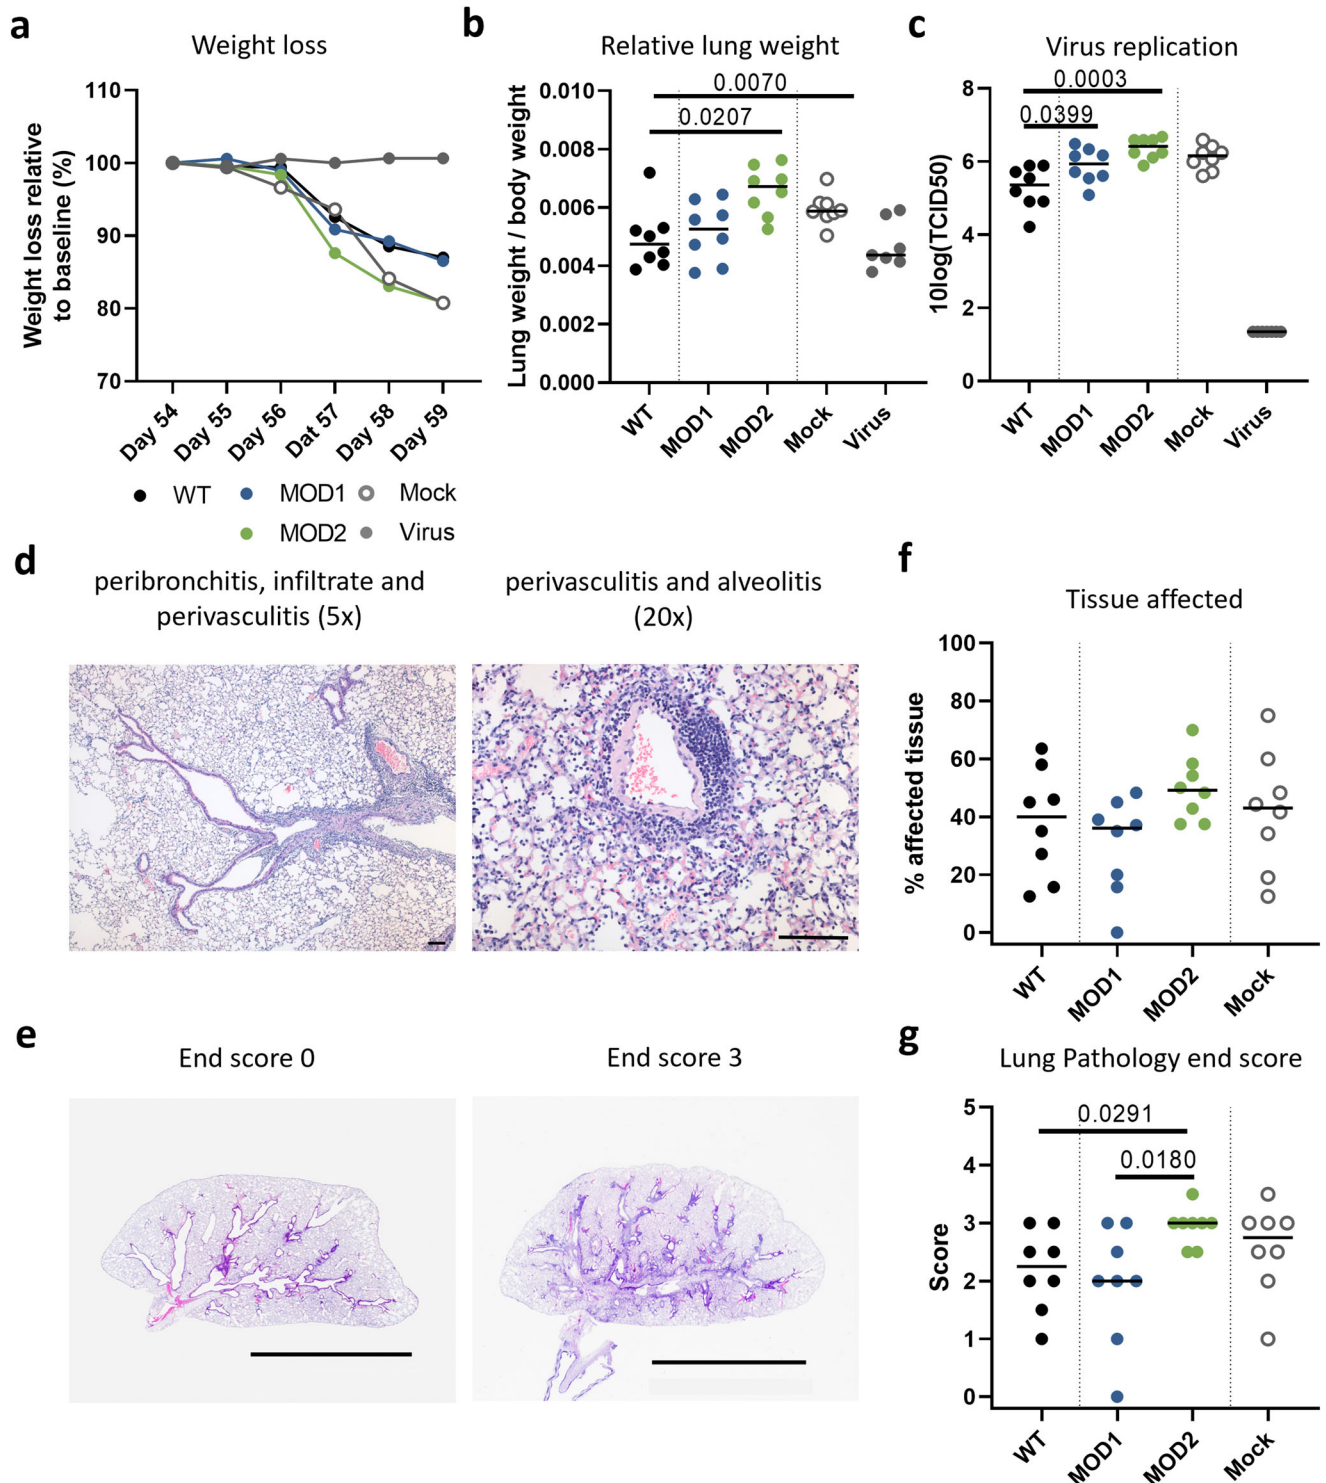 a
Weight loss
Weight loss relative
to baseline (%)
110
100
90
80
70
Day 54
Day 55
Day 56
Dat 57
Day 58
Day 59
WT
MOD1
Mock
MOD2
Virus
b
Relative lung weight
Lung weight / body weight
0.010
0.008
0.006
0.004
0.002
0.000
0.0070
0.0207
WT
MOD1
MOD2
Mock
Virus
c
Virus replication
10log(TCID50)
8
6
4
2
0
0.0003
0.0399
WT
MOD1
MOD2
Mock
Virus
d
peribronchitis, infiltrate and
perivasculitis (5x)
perivasculitis and alveolitis
(20x)
f
Tissue affected
% affected tissue
100
80
60
40
20
0
WT
MOD1
MOD2
Mock
e
End score 0
End score 3
g
Lung Pathology end score
Score
5
4
3
2
1
0
0.0291
0.0180
WT
MOD1
MOD2
Mock